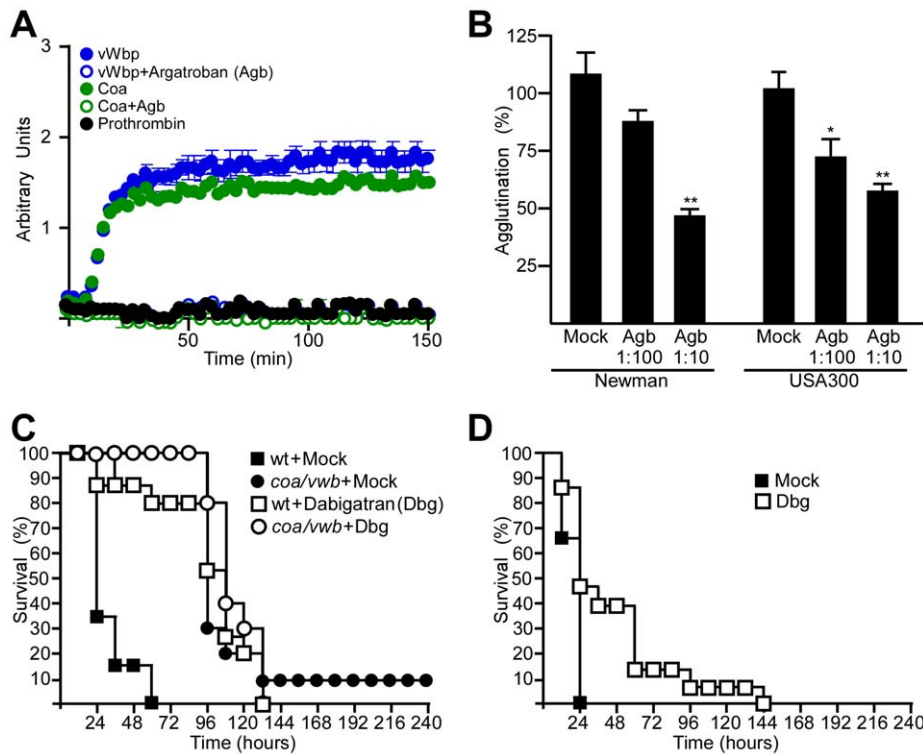 A
3
2
1
Arbitrary Units
vWbp
vWbp+Argatroban (Agb)
Coa
Coa+Agb
Prothrombin
50
100
150
Time (min)
B
125
100
75
50
25
Agglutination (%)
**
*
**
Mock
Agb
1:100
Agb
1:10
Mock
Agb
1:100
Agb
1:10
Newman
USA300
C
100
90
80
70
60
50
40
30
20
10
Survival (%)
wt+Mock
coa/vwb+Mock
wt+Dabigatran(Dbg)
coa/vwb+Dbg
24 48 72 96 120 144 168 192 216 240
Time (hours)
D
100
90
80
70
60
50
40
30
20
10
Survival (%)
Mock
Dbg
24 48 72 96 120 144 168 192 216 240
Time (hours)